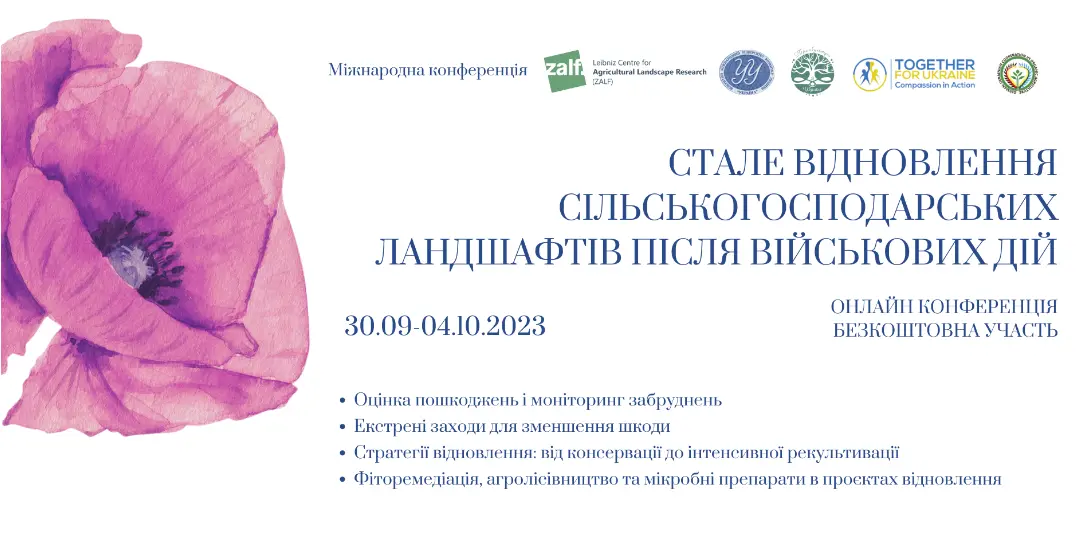 Міжнародна конференція
zalf.
Leibniz Centre for
Agricultural Landscape Research
(ZALF)
УУ
TOGETHER
FOR UKRAINE
Compassion in Action
СТАЛЕ ВІДНОВЛЕННЯ
СІЛЬСЬКОГОСПОДАРСЬКИХ
ЛАНДШАФТІВ ПІСЛЯ ВІЙСЬКОВИХ ДІЙ
ОНЛАЙН КОНФЕРЕНЦІЯ
БЕЗКОШТОВНА УЧАСТЬ
30.09-04.10.2023
• Оцінка пошкоджень і моніторинг забруднень
• Екстрені заходи для зменшення шкоди
• Стратегії відновлення: від консервації до інтенсивної рекультивації
• Фіторемедіація, агролісівництво та мікробні препарати в проєктах відновлення